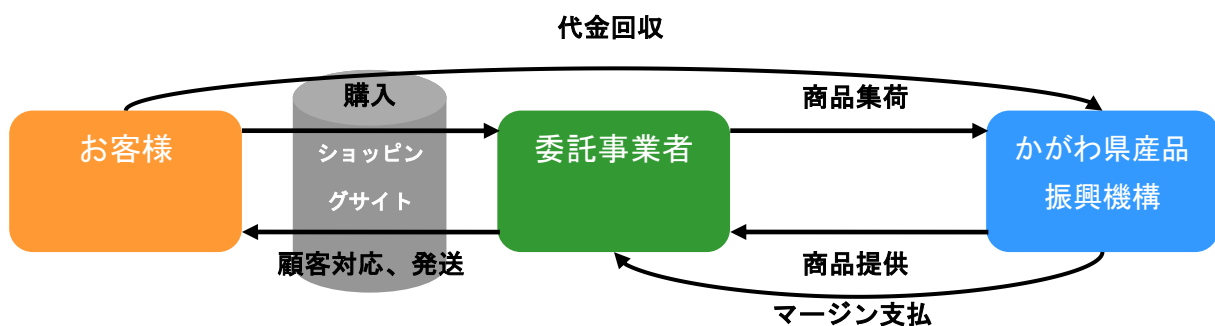 代金回収
購入
商品集荷
お客様
ショッピン
グサイト
委託事業者
かがわ県産品
振興機構
顧客対応、発送
商品提供
マージン支払